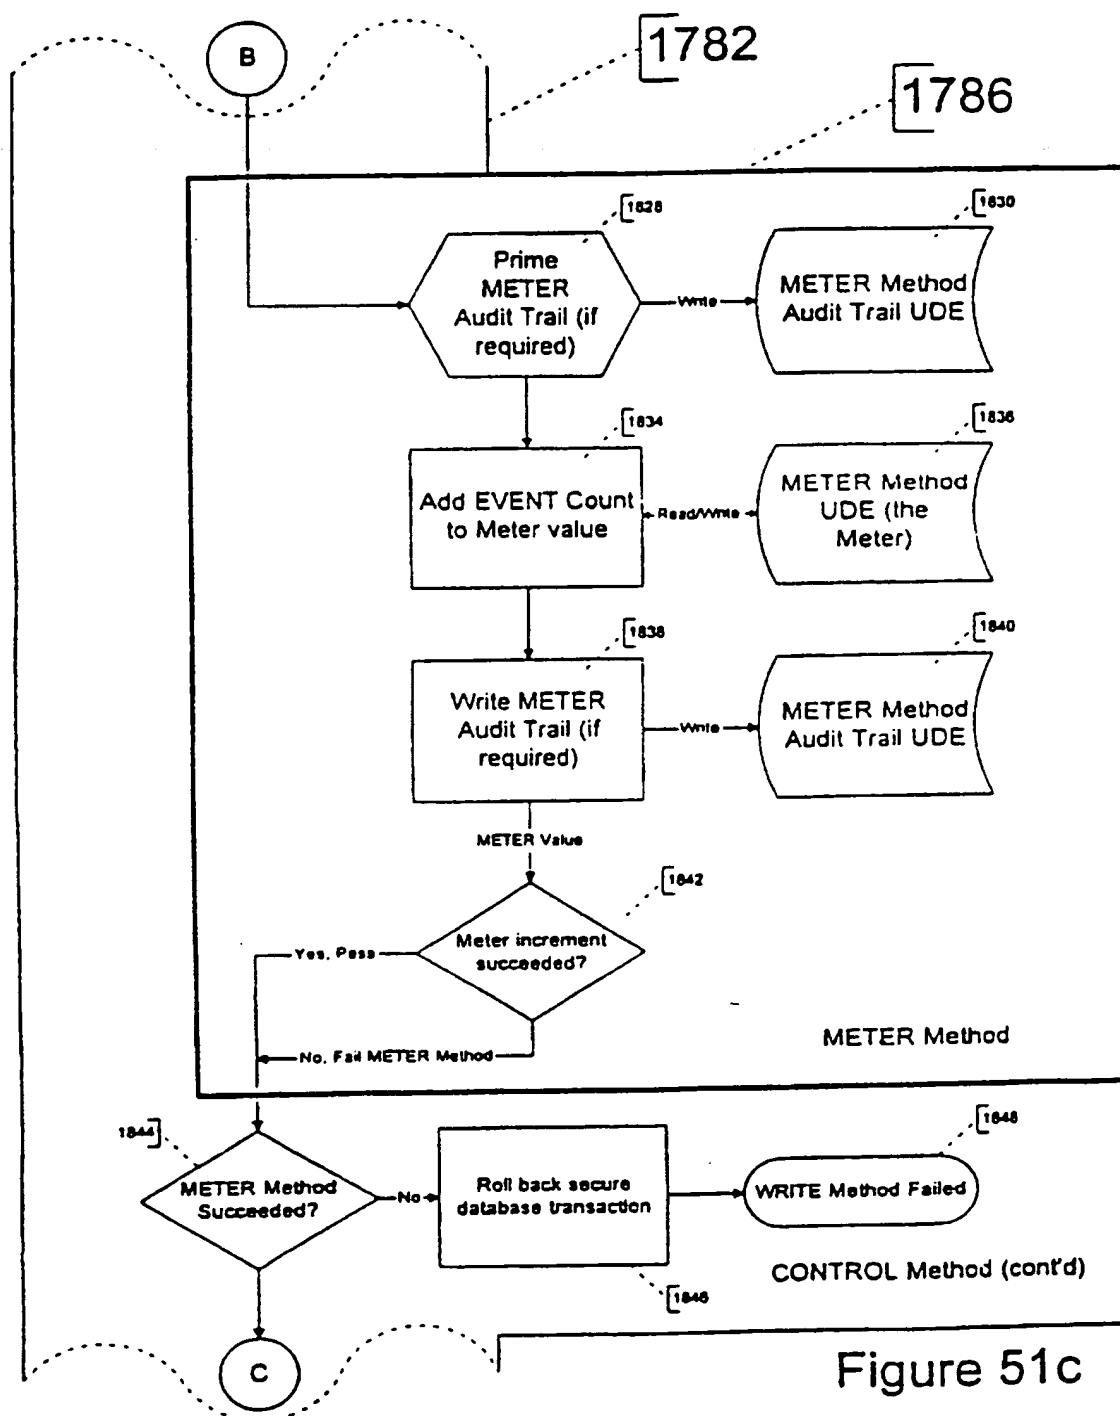 B
1782
1786
1828
1830
Prime
METER
Audit Trail (if
required)
Write
METER Method
Audit Trail UDE
1834
1836
Add EVENT Count
to Meter value
Read/Write
METER Method
UDE (the
Meter)
1838
1840
Write METER
Audit Trail (if
required)
Write
METER Method
Audit Trail UDE
METER Value
1842
Meter increment
succeeded?
Yes, Pass
No, Fail METER Method
METER Method
1844
METER Method
Succeeded?
No
Roll back secure
database transaction
1846
1848
WRITE Method Failed
CONTROL Method (cont'd)
C
Figure 51c